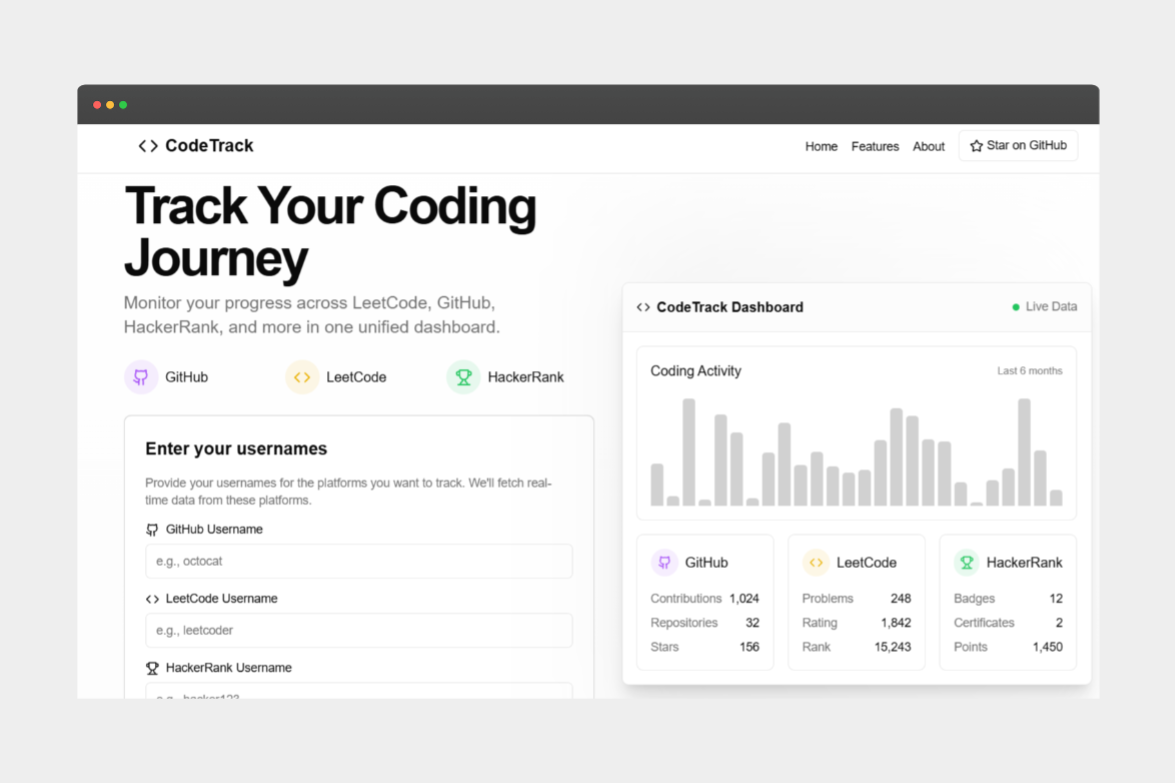 CodeTrack
Home Features About Star on GitHub
Track Your Coding
Journey
Monitor your progress across LeetCode, GitHub,
HackerRank, and more in one unified dashboard.
GitHub LeetCode HackerRank
Enter your usernames
Provide your usernames for the platforms you want to track. We'll fetch real-
time data from these platforms.
GitHub Username
e.g., octocat
LeetCode Username
e.g., leetcoder
HackerRank Username
e.g., hacker123
CodeTrack Dashboard Live Data
Coding Activity Last 6 months
GitHub
Contributions 1,024
Repositories 32
Stars 156
LeetCode
Problems 248
Rating 1,842
Rank 15,243
HackerRank
Badges 12
Certificates 2
Points 1,450